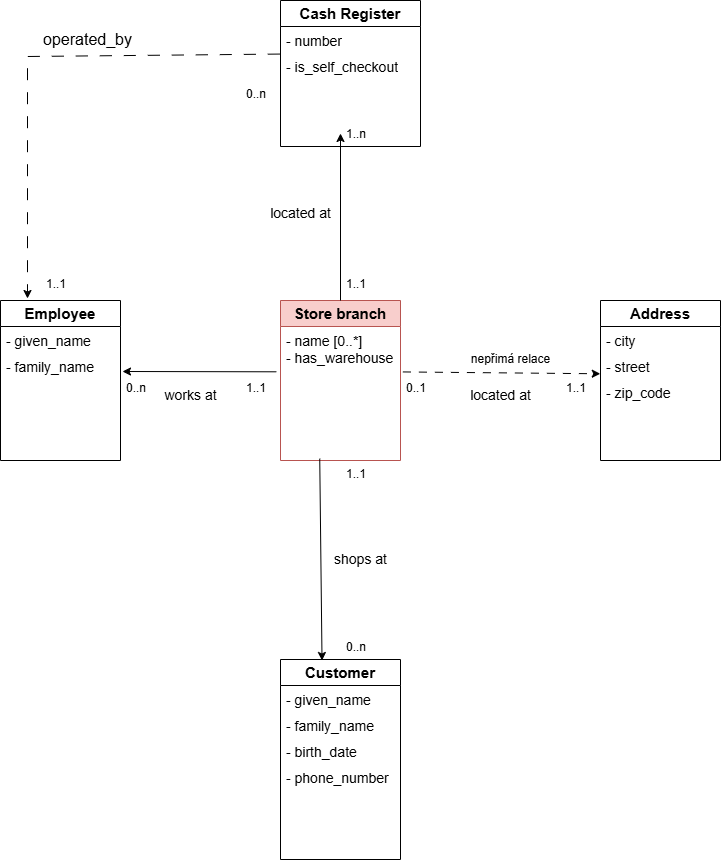 Cash Register
- number
- is_self_checkout
operated_by
0..n
1..n
located at
1..1
1..1
Employee
- given_name
- family_name
Store branch
- name [0..*]
- has_warehouse
Address
- city
- street
- zip_code
nepřímá relace
0..n
works at
1..1
0..1
located at
1..1
1..1
shops at
0..n
Customer
- given_name
- family_name
- birth_date
- phone_number